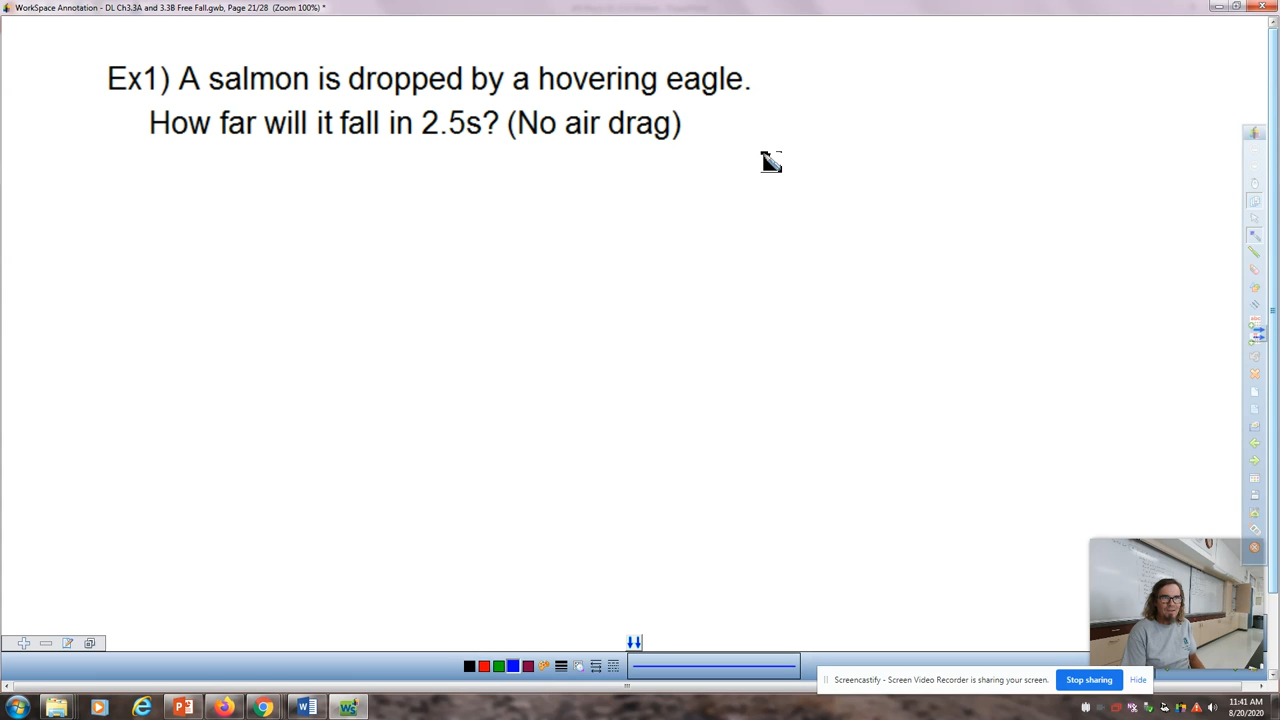 WorkSpace Annotation - DL Ch3.3A and 3.3B Free Fall.gwb, Page 21/28 (Zoom 100%) *
Ex1) A salmon is dropped by a hovering eagle.
How far will it fall in 2.5s? (No air drag)
Screencastify - Screen Video Recorder is sharing your screen.
Stop sharing
Hide
11:41 AM
8/20/2020